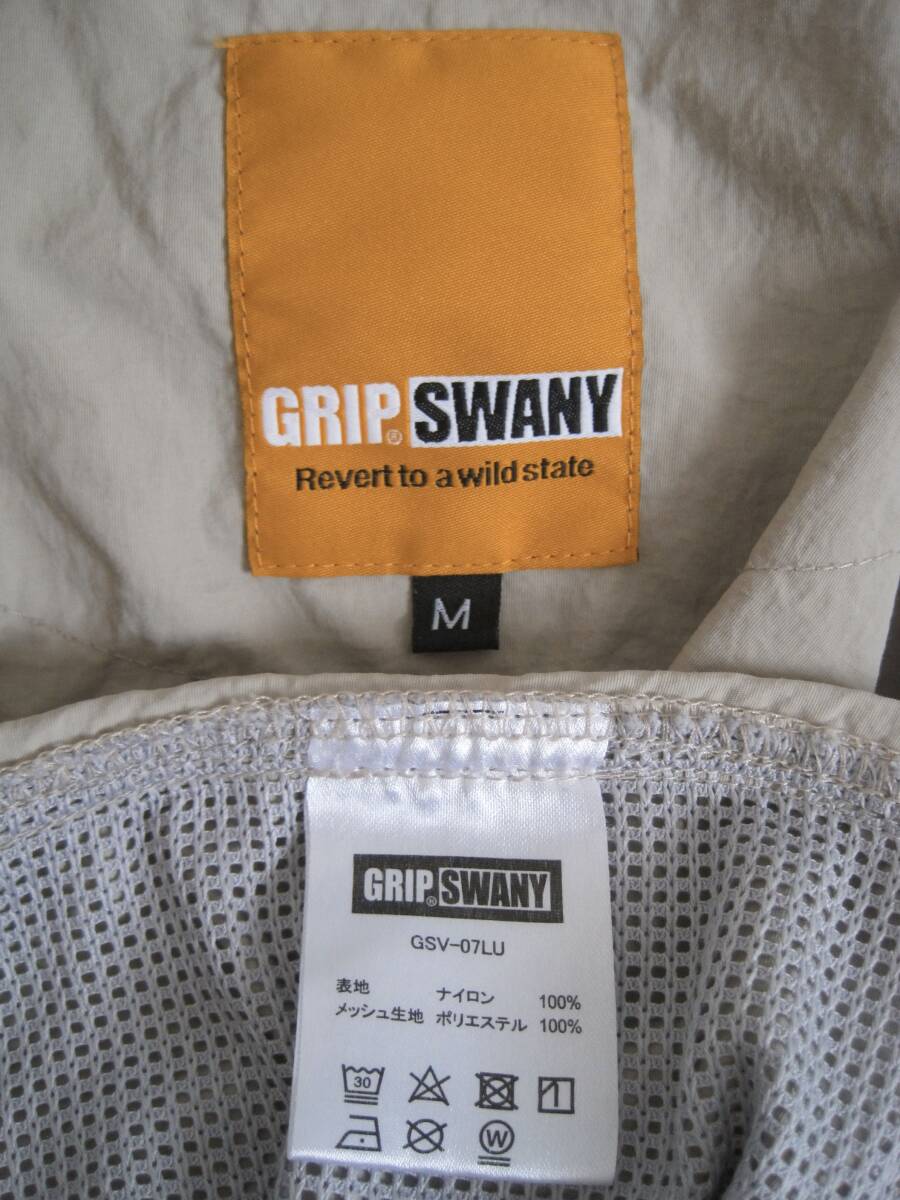 GRIP® SWANY
Revert to a wild state
M
GRIP® SWANY
GSV-07LU
表地 ナイロン 100%
メッシュ生地 ポリエステル 100%
30
W